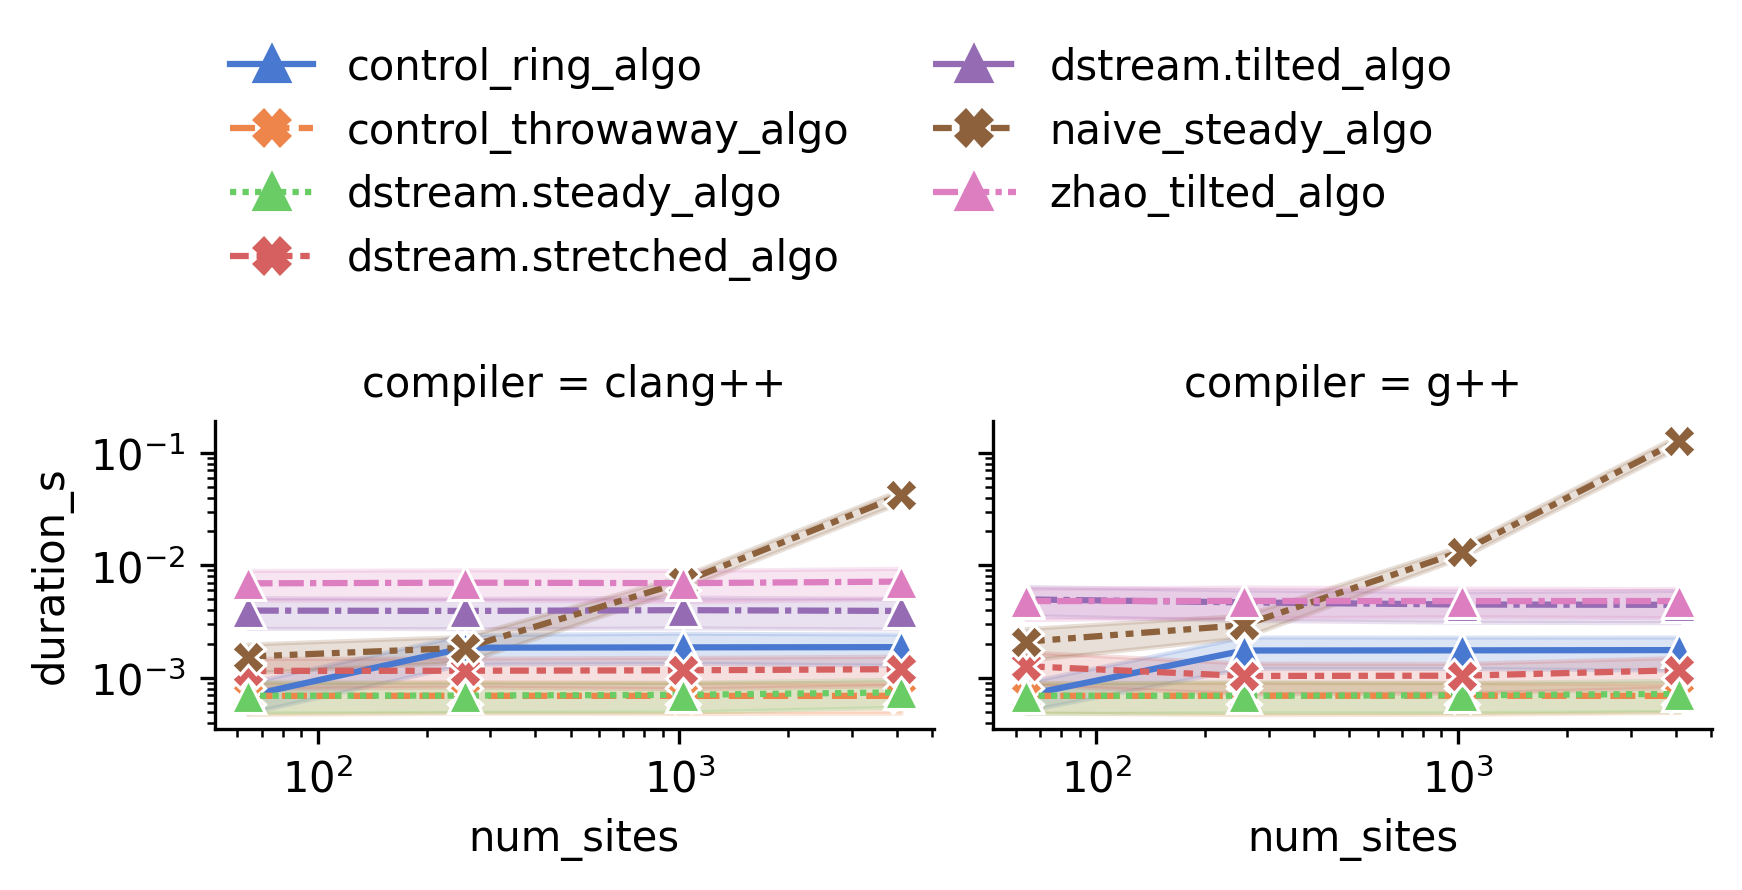 control_ring_algo
control_throwaway_algo
dstream.steady_algo
dstream.stretched_algo
dstream.tilted_algo
naive_steady_algo
zhao_tilted_algo
compiler = clang++
compiler = g++
duration_s
10⁻¹
10⁻²
10⁻³
10²
10³
10²
10³
num_sites
num_sites